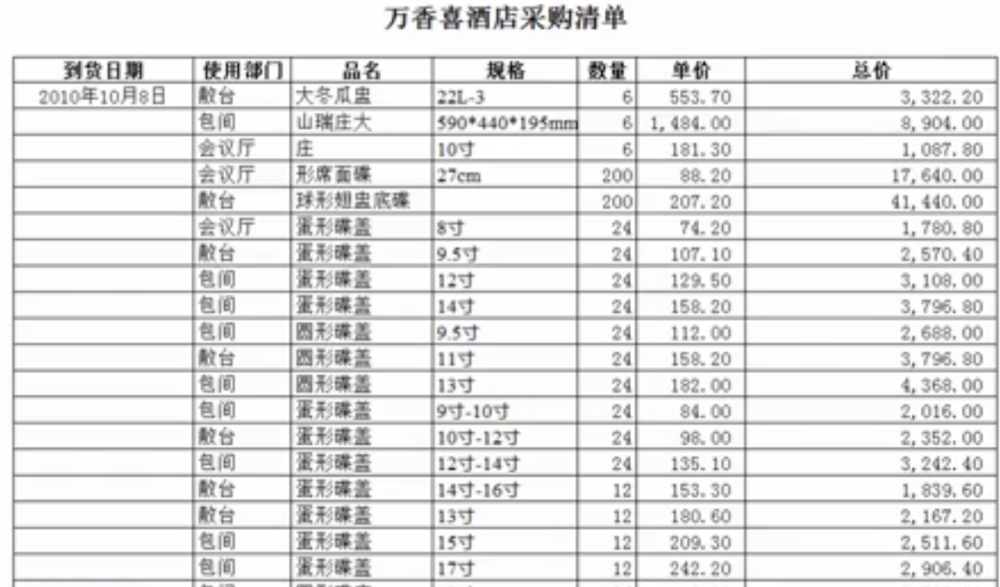 万香喜酒店采购清单
到货日期 使用部门 品名 规格 数量 单价 总价
2010年10月8日 敞台 大冬瓜盅 22L-3 6 553.70 3,322.20
包间 山瑞庄大 590*440*195mm 6 1,484.00 8,904.00
会议厅 庄 10寸 6 181.30 1,087.80
会议厅 形席面碟 27cm 200 88.20 17,640.00
敞台 球形翅盅底碟 200 207.20 41,440.00
会议厅 蛋形碟盖 8寸 24 74.20 1,780.80
敞台 蛋形碟盖 9.5寸 24 107.10 2,570.40
包间 蛋形碟盖 12寸 24 129.50 3,108.00
包间 蛋形碟盖 14寸 24 158.20 3,796.80
包间 圆形碟盖 9.5寸 24 112.00 2,688.00
敞台 圆形碟盖 11寸 24 158.20 3,796.80
包间 圆形碟盖 13寸 24 182.00 4,368.00
包间 蛋形碟盖 9寸-10寸 24 84.00 2,016.00
敞台 蛋形碟盖 10寸-12寸 24 98.00 2,352.00
包间 蛋形碟盖 12寸-14寸 24 135.10 3,242.40
敞台 蛋形碟盖 14寸-16寸 12 153.30 1,839.60
敞台 蛋形碟盖 13寸 12 180.60 2,167.20
包间 蛋形碟盖 15寸 12 209.30 2,511.60
包间 蛋形碟盖 17寸 12 242.20 2,906.40